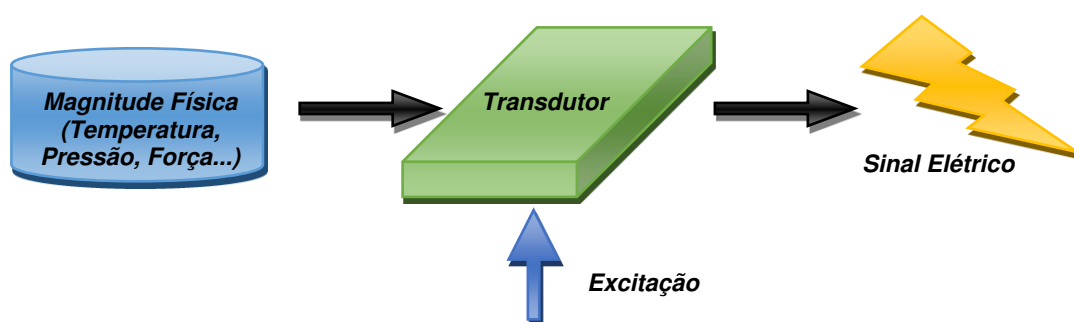 Magnitude Física
(Temperatura,
Pressão, Força...)
Transdutor
Sinal Elétrico
Excitação